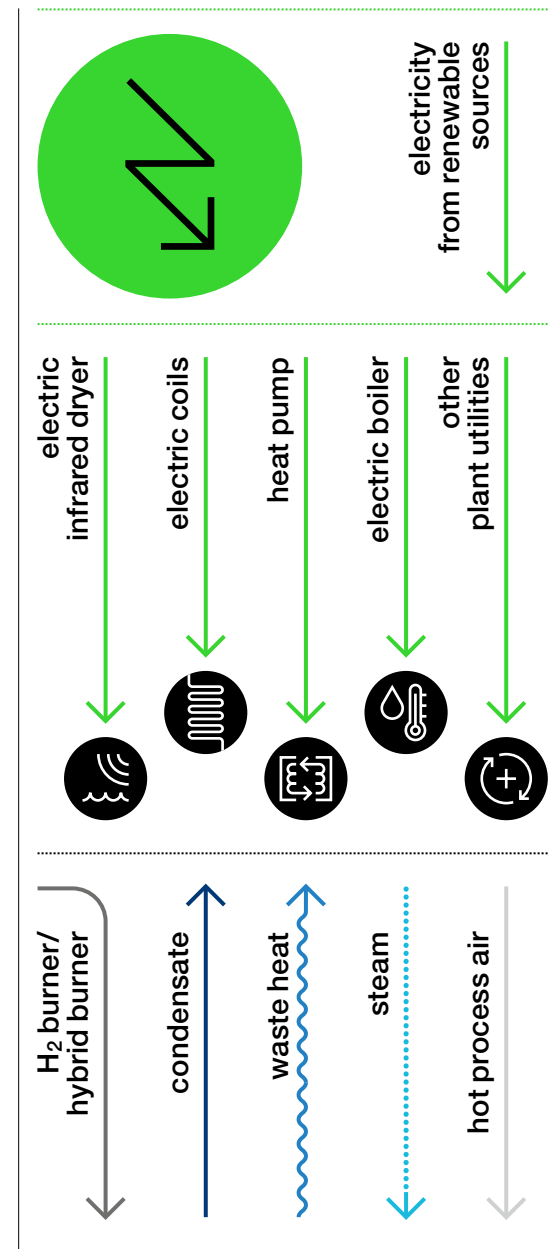 electricity
from renewable
sources
electric
infrared dryer
electric coils
heat pump
electric boiler
other
plant utilities
H₂ burner/
hybrid burner
condensate
waste heat
steam
hot process air